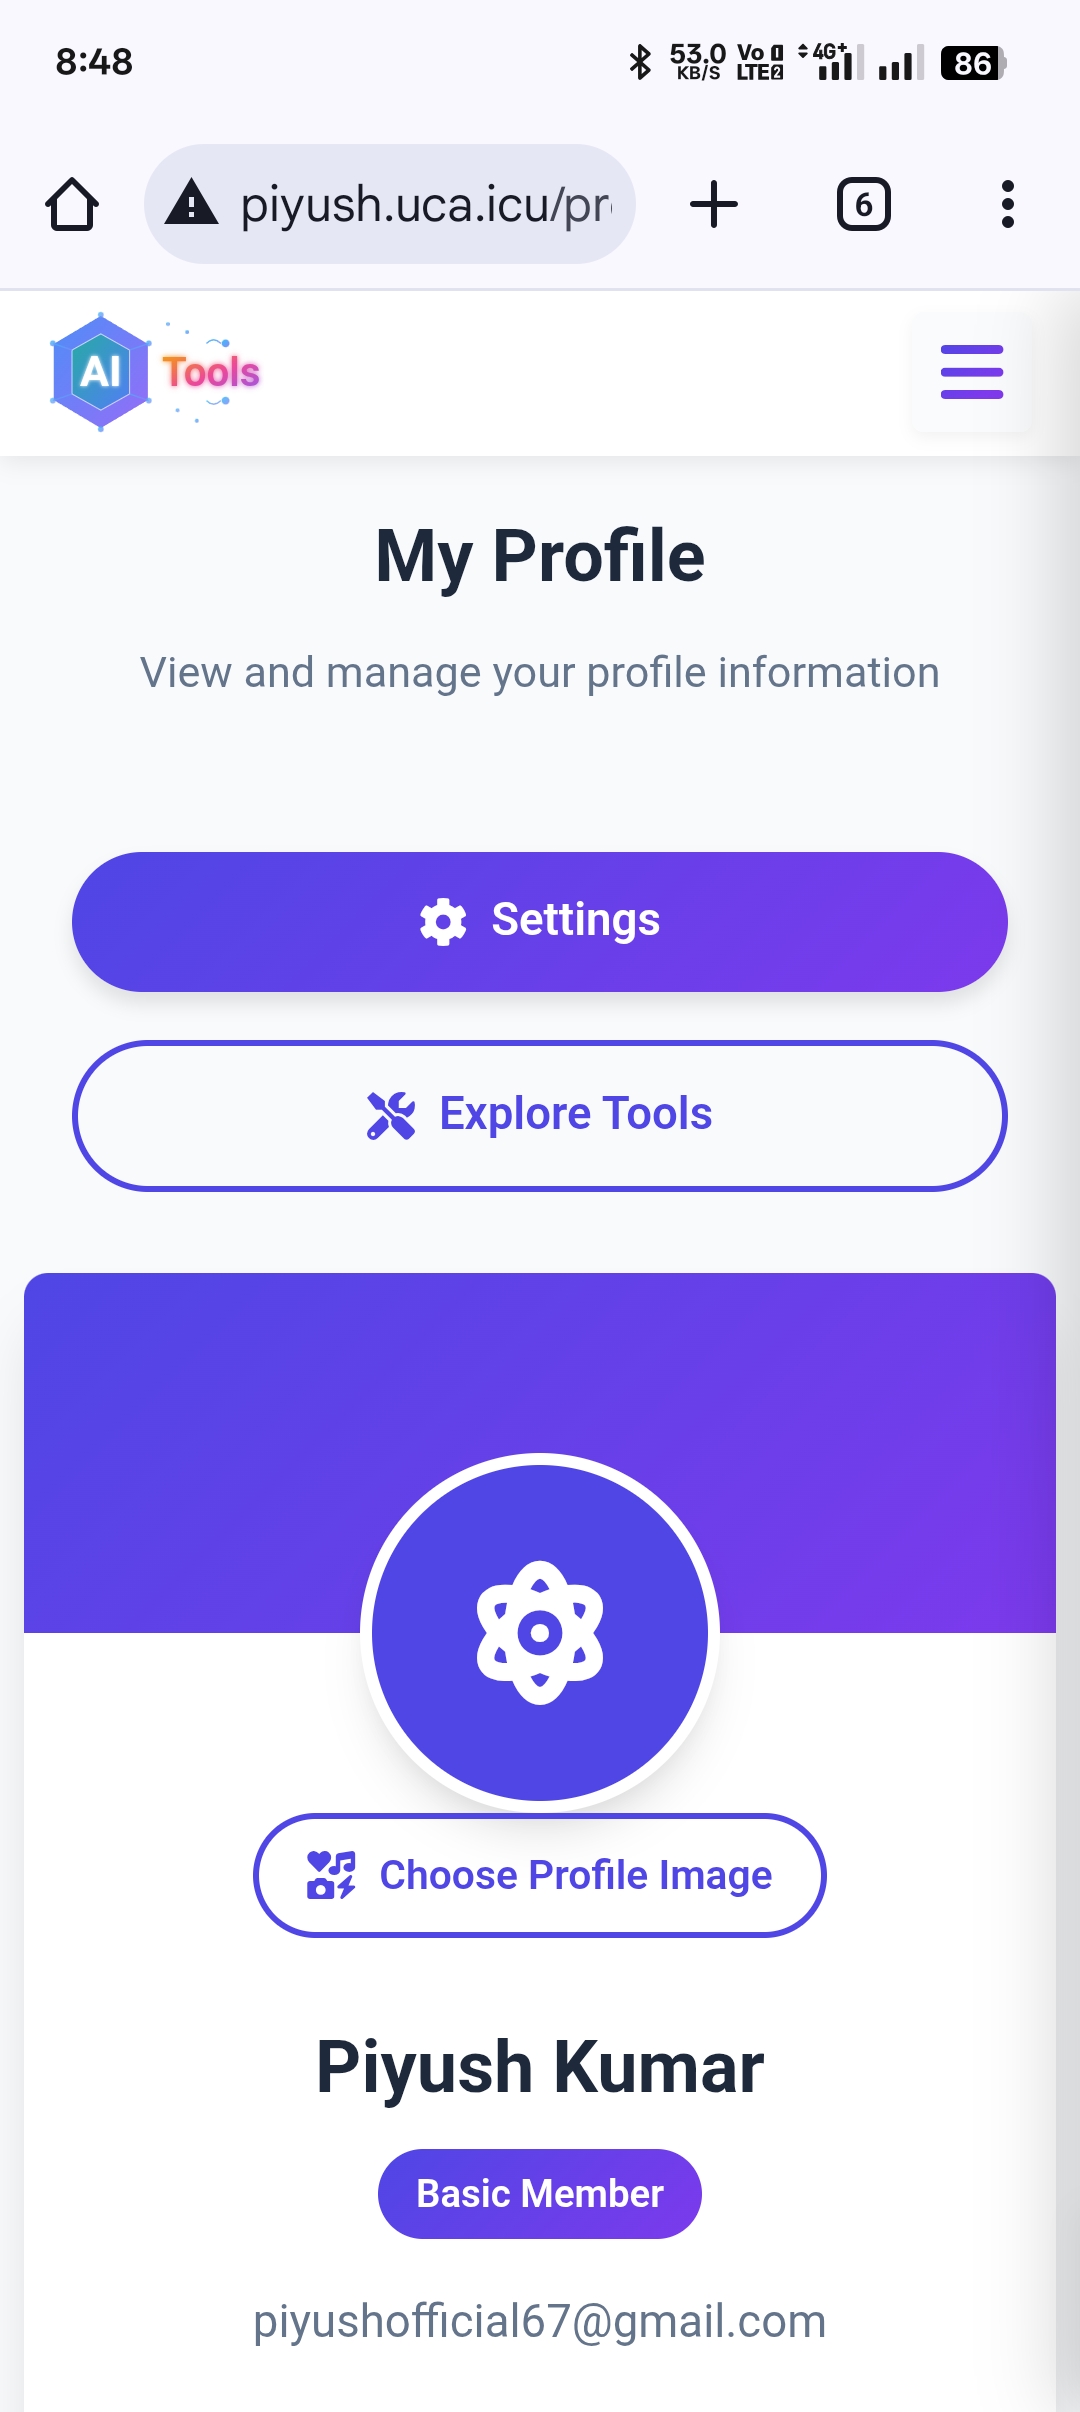 8:48
53.0 KB/S Vo LTE 2 4G+ 86
piyush.uca.icu/pr
6
AI Tools
My Profile
View and manage your profile information
Settings
Explore Tools
Choose Profile Image
Piyush Kumar
Basic Member
piyushofficial67@gmail.com